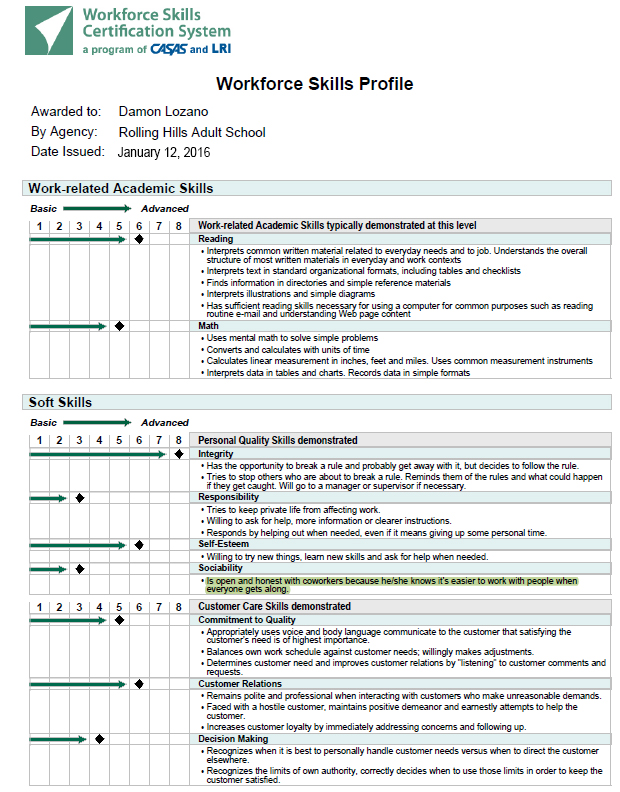 Workforce Skills
Certification System
a program of CASAS and LRI
Workforce Skills Profile
Awarded to: Damon Lozano
By Agency: Rolling Hills Adult School
Date Issued: January 12, 2016
Work-related Academic Skills
Basic Advanced
1 2 3 4 5 6 7 8 Work-related Academic Skills typically demonstrated at this level
Reading
• Interprets common written material related to everyday needs and to job. Understands the overall
structure of most written materials in everyday and work contexts
• Interprets text in standard organizational formats, including tables and checklists
• Finds information in directories and simple reference materials
• Interprets illustrations and simple diagrams
• Has sufficient reading skills necessary for using a computer for common purposes such as reading
routine e-mail and understanding Web page content
Math
• Uses mental math to solve simple problems
• Converts and calculates with units of time
• Calculates linear measurement in inches, feet and miles. Uses common measurement instruments
• Interprets data in tables and charts. Records data in simple formats
Soft Skills
Basic Advanced
1 2 3 4 5 6 7 8 Personal Quality Skills demonstrated
Integrity
• Has the opportunity to break a rule and probably get away with it, but decides to follow the rule.
• Tries to stop others who are about to break a rule. Reminds them of the rules and what could happen
if they get caught. Will go to a manager or supervisor if necessary.
Responsibility
• Tries to keep private life from affecting work.
• Willing to ask for help, more information or clearer instructions.
• Responds by helping out when needed, even if it means giving up some personal time.
Self-Esteem
• Willing to try new things, learn new skills and ask for help when needed.
Sociability
• Is open and honest with coworkers because he/she knows it's easier to work with people when
everyone gets along.
1 2 3 4 5 6 7 8 Customer Care Skills demonstrated
Commitment to Quality
• Appropriately uses voice and body language communicate to the customer that satisfying the
customer's need is of highest importance.
• Balances own work schedule against customer needs; willingly makes adjustments.
• Determines customer need and improves customer relations by "listening" to customer comments and
requests.
Customer Relations
• Remains polite and professional when interacting with customers who make unreasonable demands.
• Faced with a hostile customer, maintains positive demeanor and earnestly attempts to help the
customer.
• Increases customer loyalty by immediately addressing concerns and following up.
Decision Making
• Recognizes when it is best to personally handle customer needs versus when to direct the customer
elsewhere.
• Recognizes the limits of own authority, correctly decides when to use those limits in order to keep the
customer satisfied.